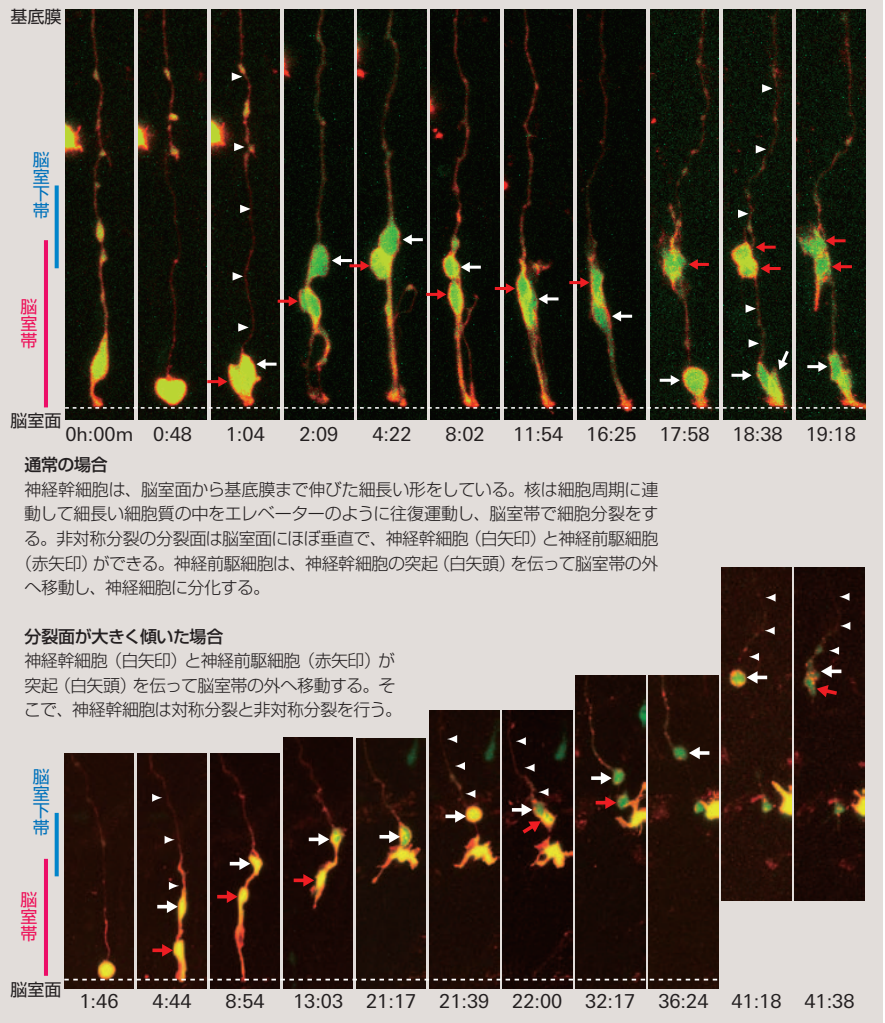 基底膜
脳室下帯
脳室帯
脳室面
0h:00m 0:48 1:04 2:09 4:22 8:02 11:54 16:25 17:58 18:38 19:18
通常の場合
神経幹細胞は、脳室面から基底膜まで伸びた細長い形をしている。核は細胞周期に連
動して細長い細胞質の中をエレベーターのように往復運動し、脳室帯で細胞分裂をす
る。非対称分裂の分裂面は脳室面にほぼ垂直で、神経幹細胞（白矢印）と神経前駆細胞
（赤矢印）ができる。神経前駆細胞は、神経幹細胞の突起（白矢頭）を伝って脳室帯の外
へ移動し、神経細胞に分化する。
分裂面が大きく傾いた場合
神経幹細胞（白矢印）と神経前駆細胞（赤矢印）が
突起（白矢頭）を伝って脳室帯の外へ移動する。そ
こで、神経幹細胞は対称分裂と非対称分裂を行う。
脳室下帯
脳室帯
脳室面
1:46 4:44 8:54 13:03 21:17 21:39 22:00 32:17 36:24 41:18 41:38